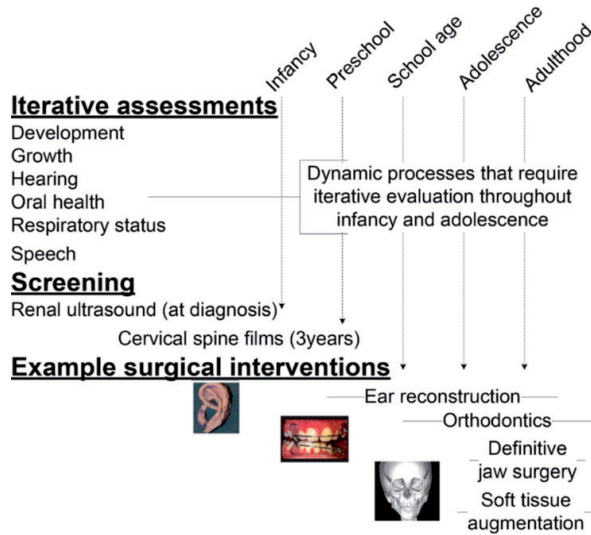 Infancy
Preschool
School age
Adolescence
Adulthood
Iterative assessments
Development
Growth
Hearing
Oral health
Respiratory status
Speech
Dynamic processes that require
iterative evaluation throughout
infancy and adolescence
Screening
Renal ultrasound (at diagnosis)
Cervical spine films (3years)
Example surgical interventions
Ear reconstruction
Orthodontics
Definitive
jaw surgery
Soft tissue
augmentation